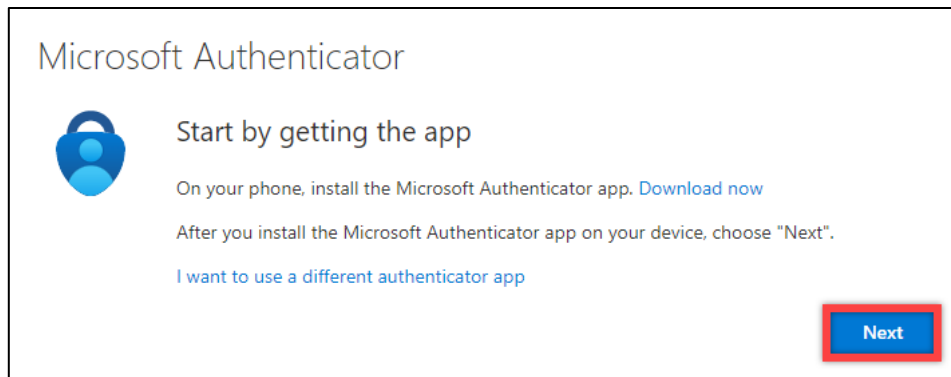 Microsoft Authenticator
Start by getting the app
On your phone, install the Microsoft Authenticator app. Download now
After you install the Microsoft Authenticator app on your device, choose "Next".
I want to use a different authenticator app
Next